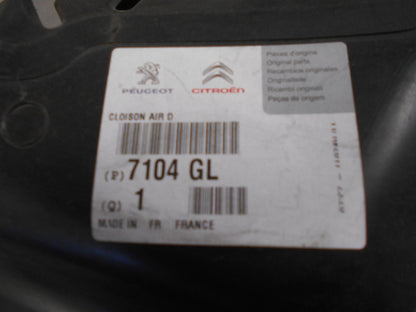 PEUGEOT
CITROËN
Pièces d'origine
Original parts
Recambios originales
Originalteile
Ricambi originali
Peças de origem
CLOISON AIR D
(P) 7104 GL
(Q) 1
MADE IN FR FRANCE